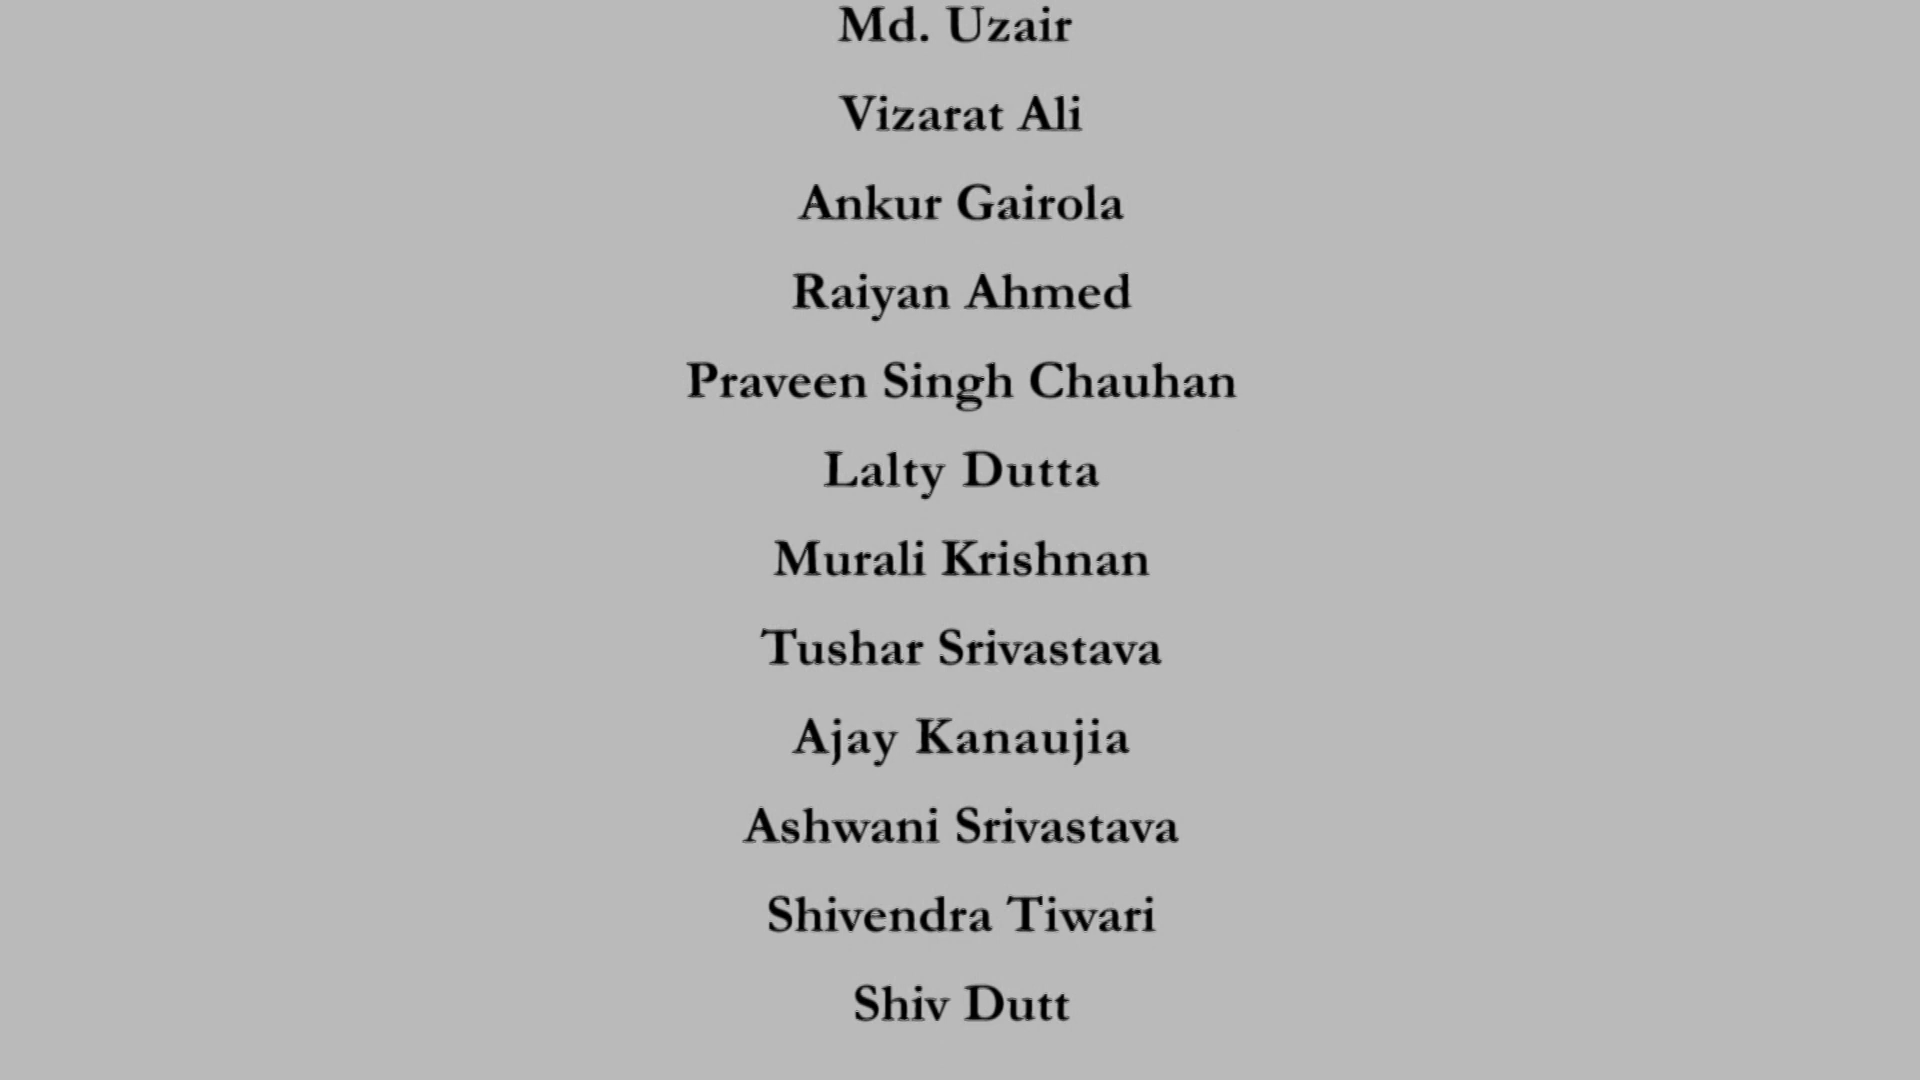 Md. Uzair
Vizarat Ali
Ankur Gairola
Raiyan Ahmed
Praveen Singh Chauhan
Lalty Dutta
Murali Krishnan
Tushar Srivastava
Ajay Kanaujia
Ashwani Srivastava
Shivendra Tiwari
Shiv Dutt